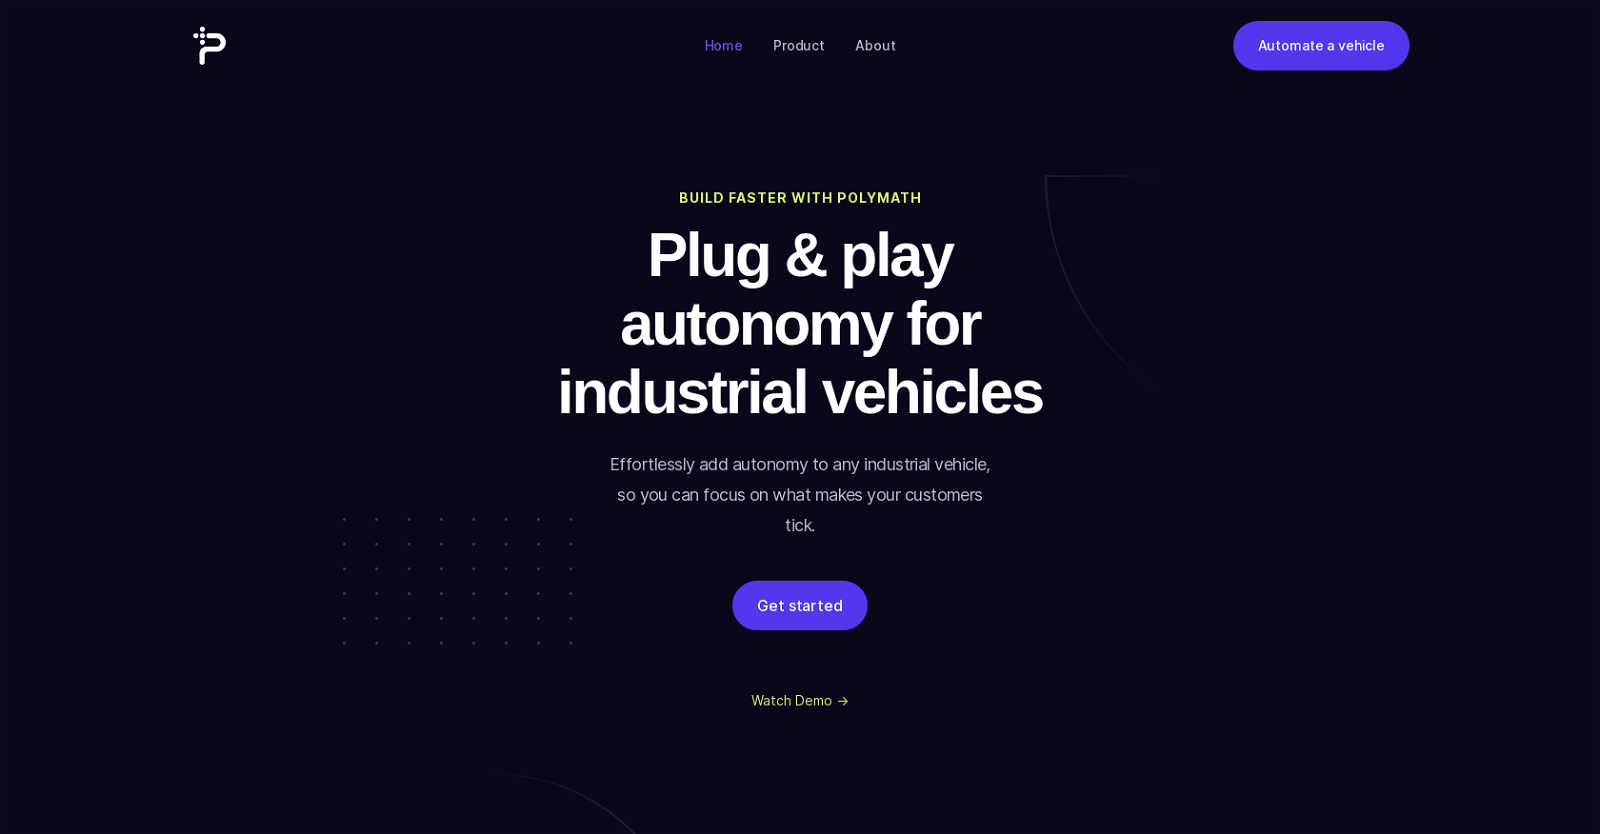 Home Product About
Automate a vehicle
BUILD FASTER WITH POLYMATH
Plug & play
autonomy for
industrial vehicles
Effortlessly add autonomy to any industrial vehicle,
so you can focus on what makes your customers
tick.
Get started
Watch Demo →